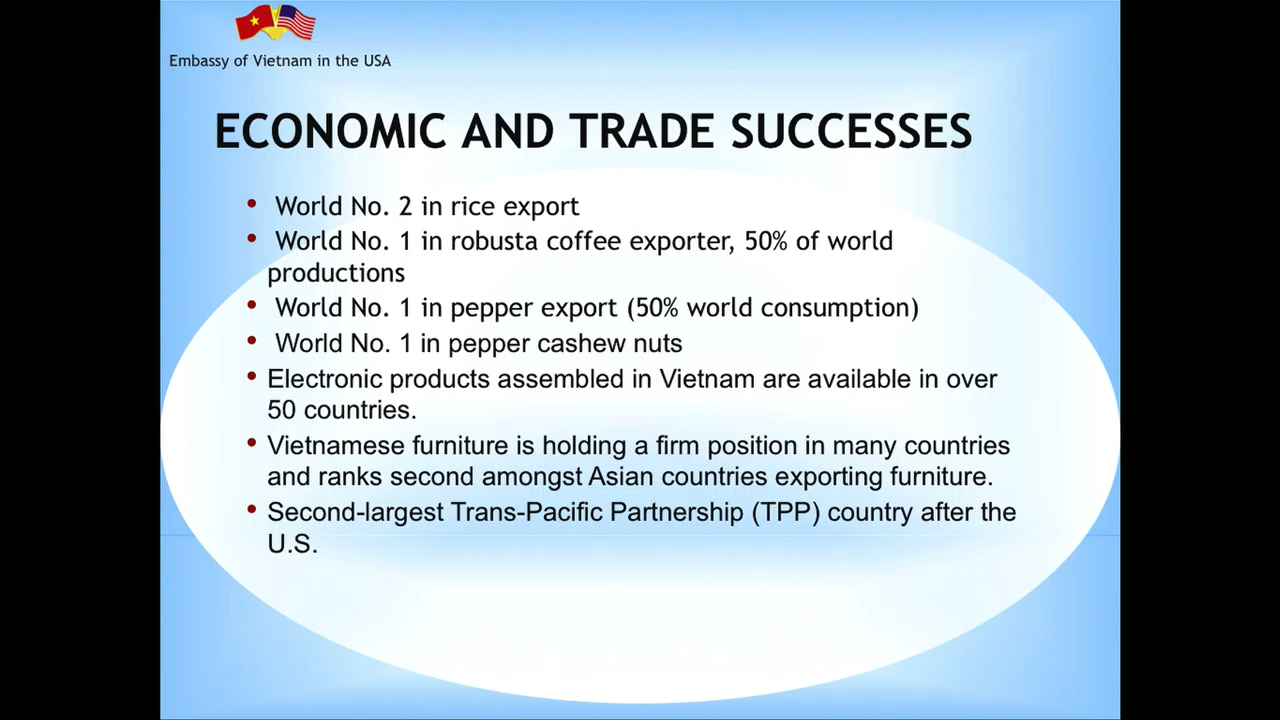 Embassy of Vietnam in the USA
ECONOMIC AND TRADE SUCCESSES
• World No. 2 in rice export
• World No. 1 in robusta coffee exporter, 50% of world
productions
• World No. 1 in pepper export (50% world consumption)
• World No. 1 in pepper cashew nuts
• Electronic products assembled in Vietnam are available in over
50 countries.
• Vietnamese furniture is holding a firm position in many countries
and ranks second amongst Asian countries exporting furniture.
• Second-largest Trans-Pacific Partnership (TPP) country after the
U.S.